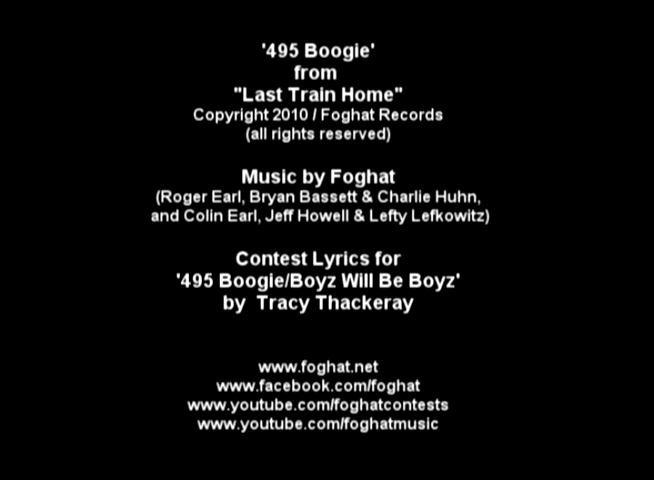 '495 Boogie'
from
"Last Train Home"
Copyright 2010 / Foghat Records
(all rights reserved)
Music by Foghat
(Roger Earl, Bryan Bassett & Charlie Huhn,
and Colin Earl, Jeff Howell & Lefty Lefkowitz)
Contest Lyrics for
'495 Boogie/Boyz Will Be Boyz'
by  Tracy Thackeray
www.foghat.net
www.facebook.com/foghat
www.youtube.com/foghatcontests
www.youtube.com/foghatmusic